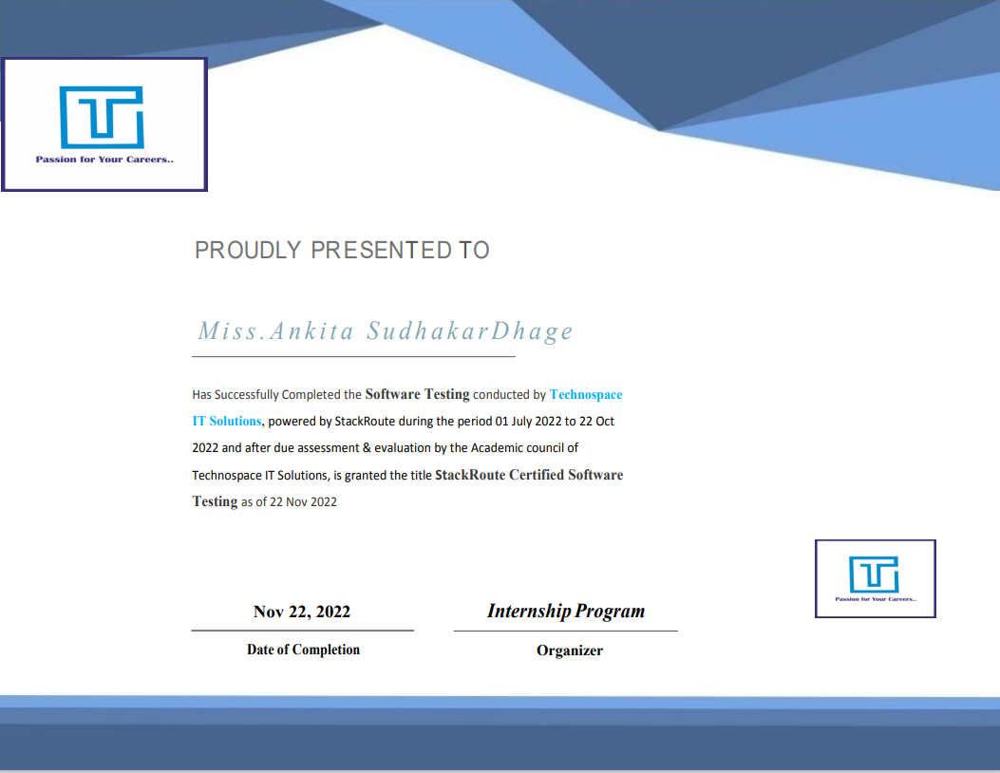 Passion for Your Careers..
PROUDLY PRESENTED TO
Miss.Ankita SudhakarDhage
Has Successfully Completed the Software Testing conducted by Technospace
IT Solutions, powered by StackRoute during the period 01 July 2022 to 22 Oct
2022 and after due assessment & evaluation by the Academic council of
Technospace IT Solutions, is granted the title StackRoute Certified Software
Testing as of 22 Nov 2022
Passion for Your Careers..
Nov 22, 2022
Internship Program
Date of Completion
Organizer